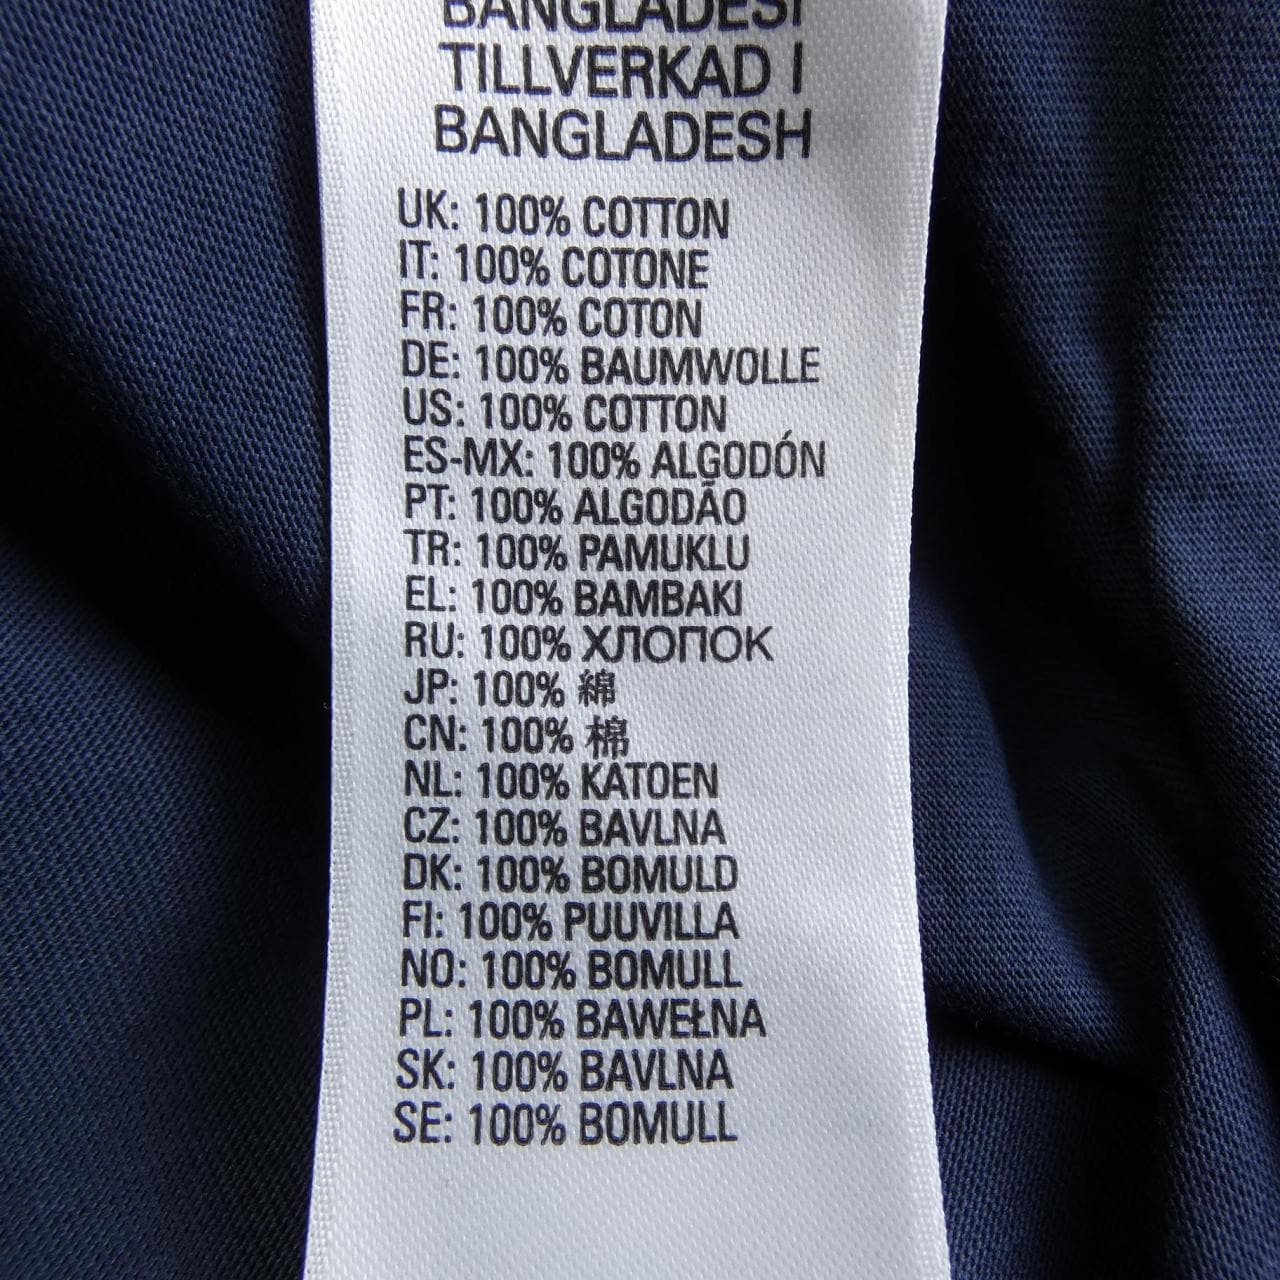 BANGLADESI
TILLVERKAD I
BANGLADESH
UK: 100% COTTON
IT: 100% COTONE
FR: 100% COTON
DE: 100% BAUMWOLLE
US: 100% COTTON
ES-MX: 100% ALGODÓN
PT: 100% ALGODÃO
TR: 100% PAMUKLU
EL: 100% BAMBAKI
RU: 100% ХЛОПОК
JP: 100% 綿
CN: 100% 棉
NL: 100% KATOEN
CZ: 100% BAVLNA
DK: 100% BOMULD
FI: 100% PUUVILLA
NO: 100% BOMULL
PL: 100% BAWEŁNA
SK: 100% BAVLNA
SE: 100% BOMULL